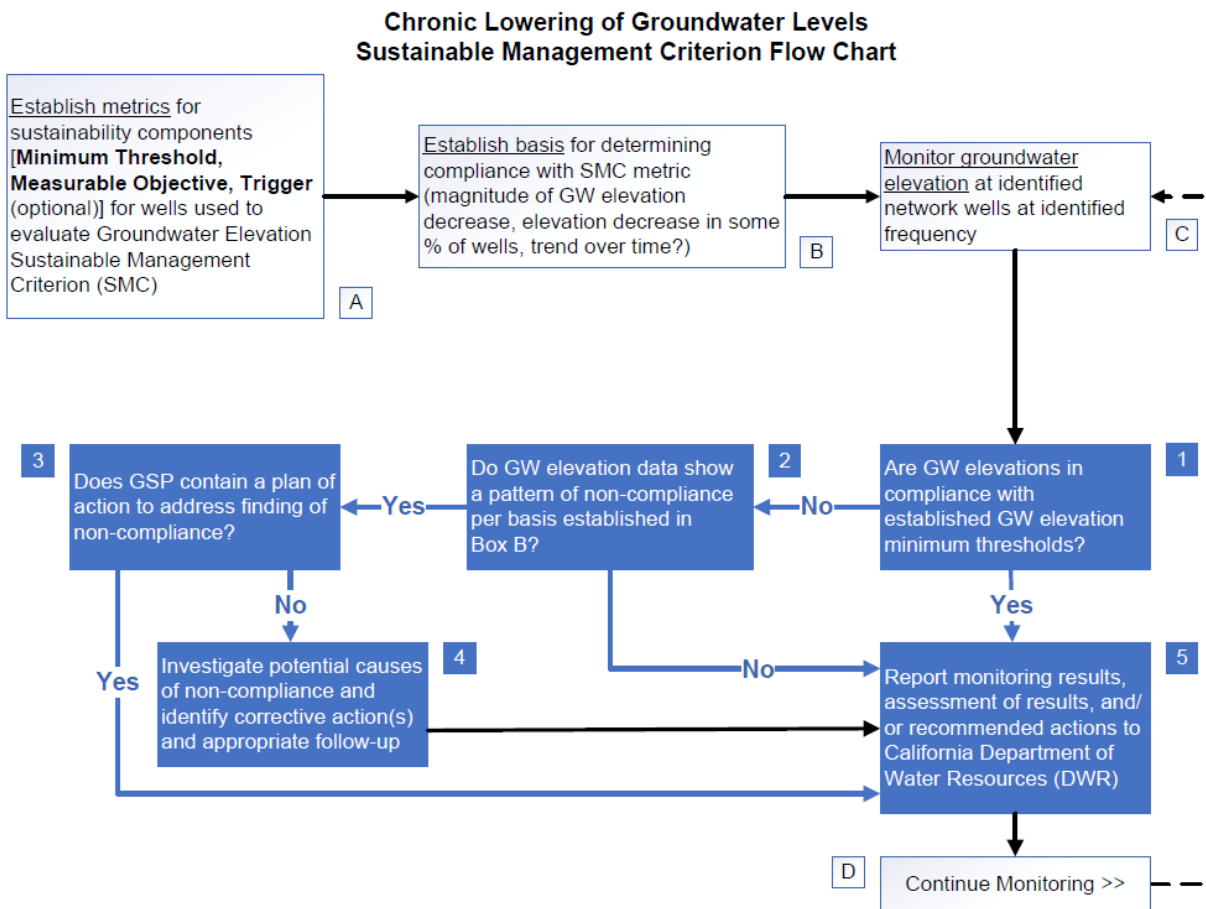 Chronic Lowering of Groundwater Levels
Sustainable Management Criterion Flow Chart
Establish metrics for
sustainability components
[Minimum Threshold,
Measurable Objective, Trigger
(optional)] for wells used to
evaluate Groundwater Elevation
Sustainable Management
Criterion (SMC)
A
Establish basis for determining
compliance with SMC metric
(magnitude of GW elevation
decrease, elevation decrease in some
% of wells, trend over time?)
B
Monitor groundwater
elevation at identified
network wells at identified
frequency
C
1
Are GW elevations in
compliance with
established GW elevation
minimum thresholds?
No
Yes
2
Do GW elevation data show
a pattern of non-compliance
per basis established in
Box B?
Yes
No
3
Does GSP contain a plan of
action to address finding of
non-compliance?
No
Yes
4
Investigate potential causes
of non-compliance and
identify corrective action(s)
and appropriate follow-up
5
Report monitoring results,
assessment of results, and/
or recommended actions to
California Department of
Water Resources (DWR)
D
Continue Monitoring >>